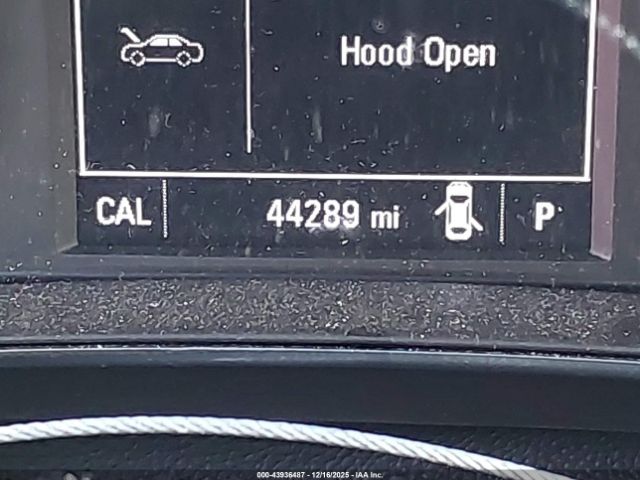 Hood Open
CAL 44289 mi P
000-43936487 - 12/16/2025 - IAA Inc.